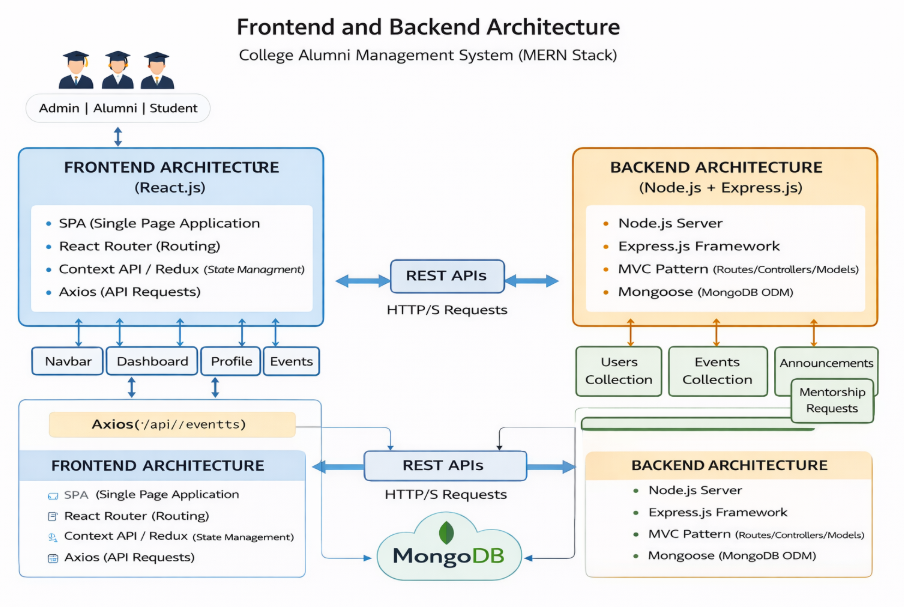 Frontend and Backend Architecture
College Alumni Management System (MERN Stack)
Admin | Alumni | Student
FRONTEND ARCHITECTURE
(React.js)
• SPA (Single Page Application
• React Router (Routing)
• Context API / Redux (State Managment)
• Axios (API Requests)
REST APIs
HTTP/S Requests
BACKEND ARCHITECTURE
(Node.js + Express.js)
• Node.js Server
• Express.js Framework
• MVC Pattern (Routes/Controllers/Models)
• Mongoose (MongoDB ODM)
Navbar
Dashboard
Profile
Events
Users
Collection
Events
Collection
Announcements
Mentorship
Requests
Axios('/api//eventts)
FRONTEND ARCHITECTURE
SPA (Single Page Application
React Router (Routing)
Context API / Redux (State Management)
Axios (API Requests)
REST APIs
HTTP/S Requests
MongoDB
BACKEND ARCHITECTURE
• Node.js Server
• Express.js Framework
• MVC Pattern (Routes/Controllers/Models)
• Mongoose (MongoDB ODM)